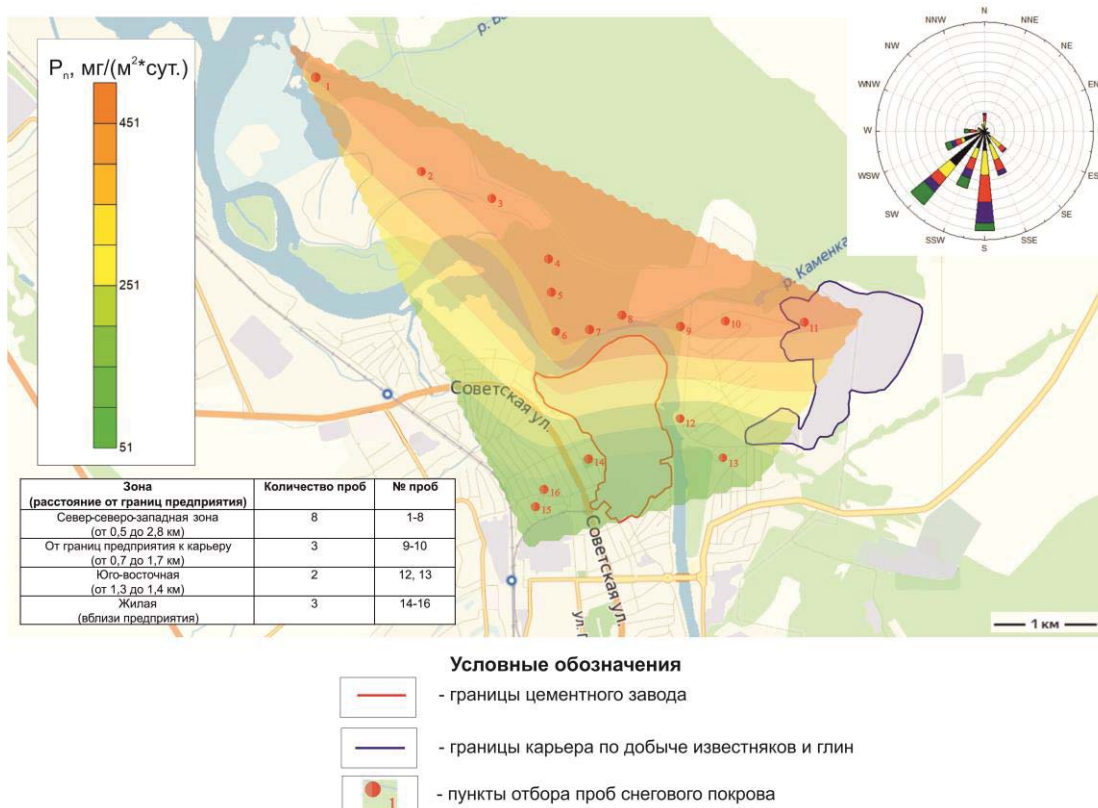 Pn, мг/(м²*сут.)
451
251
51
р. Каменка
Советская ул.
Советская ул.
1
2
3
4
5
6
7
8
9
10
11
12
13
14
16
15
N
NNE
NE
EN
ES
SE
SSE
S
SSW
SW
WSW
W
WNW
NW
NNW
Зона
(расстояние от границ предприятия)
Количество проб
№ проб
Север-северо-западная зона
(от 0,5 до 2,8 км)
8
1-8
От границ предприятия к карьеру
(от 0,7 до 1,7 км)
3
9-10
Юго-восточная
(от 1,3 до 1,4 км)
2
12, 13
Жилая
(вблизи предприятия)
3
14-16
1 км
Условные обозначения
- границы цементного завода
- границы карьера по добыче известняков и глин
1
- пункты отбора проб снегового покрова